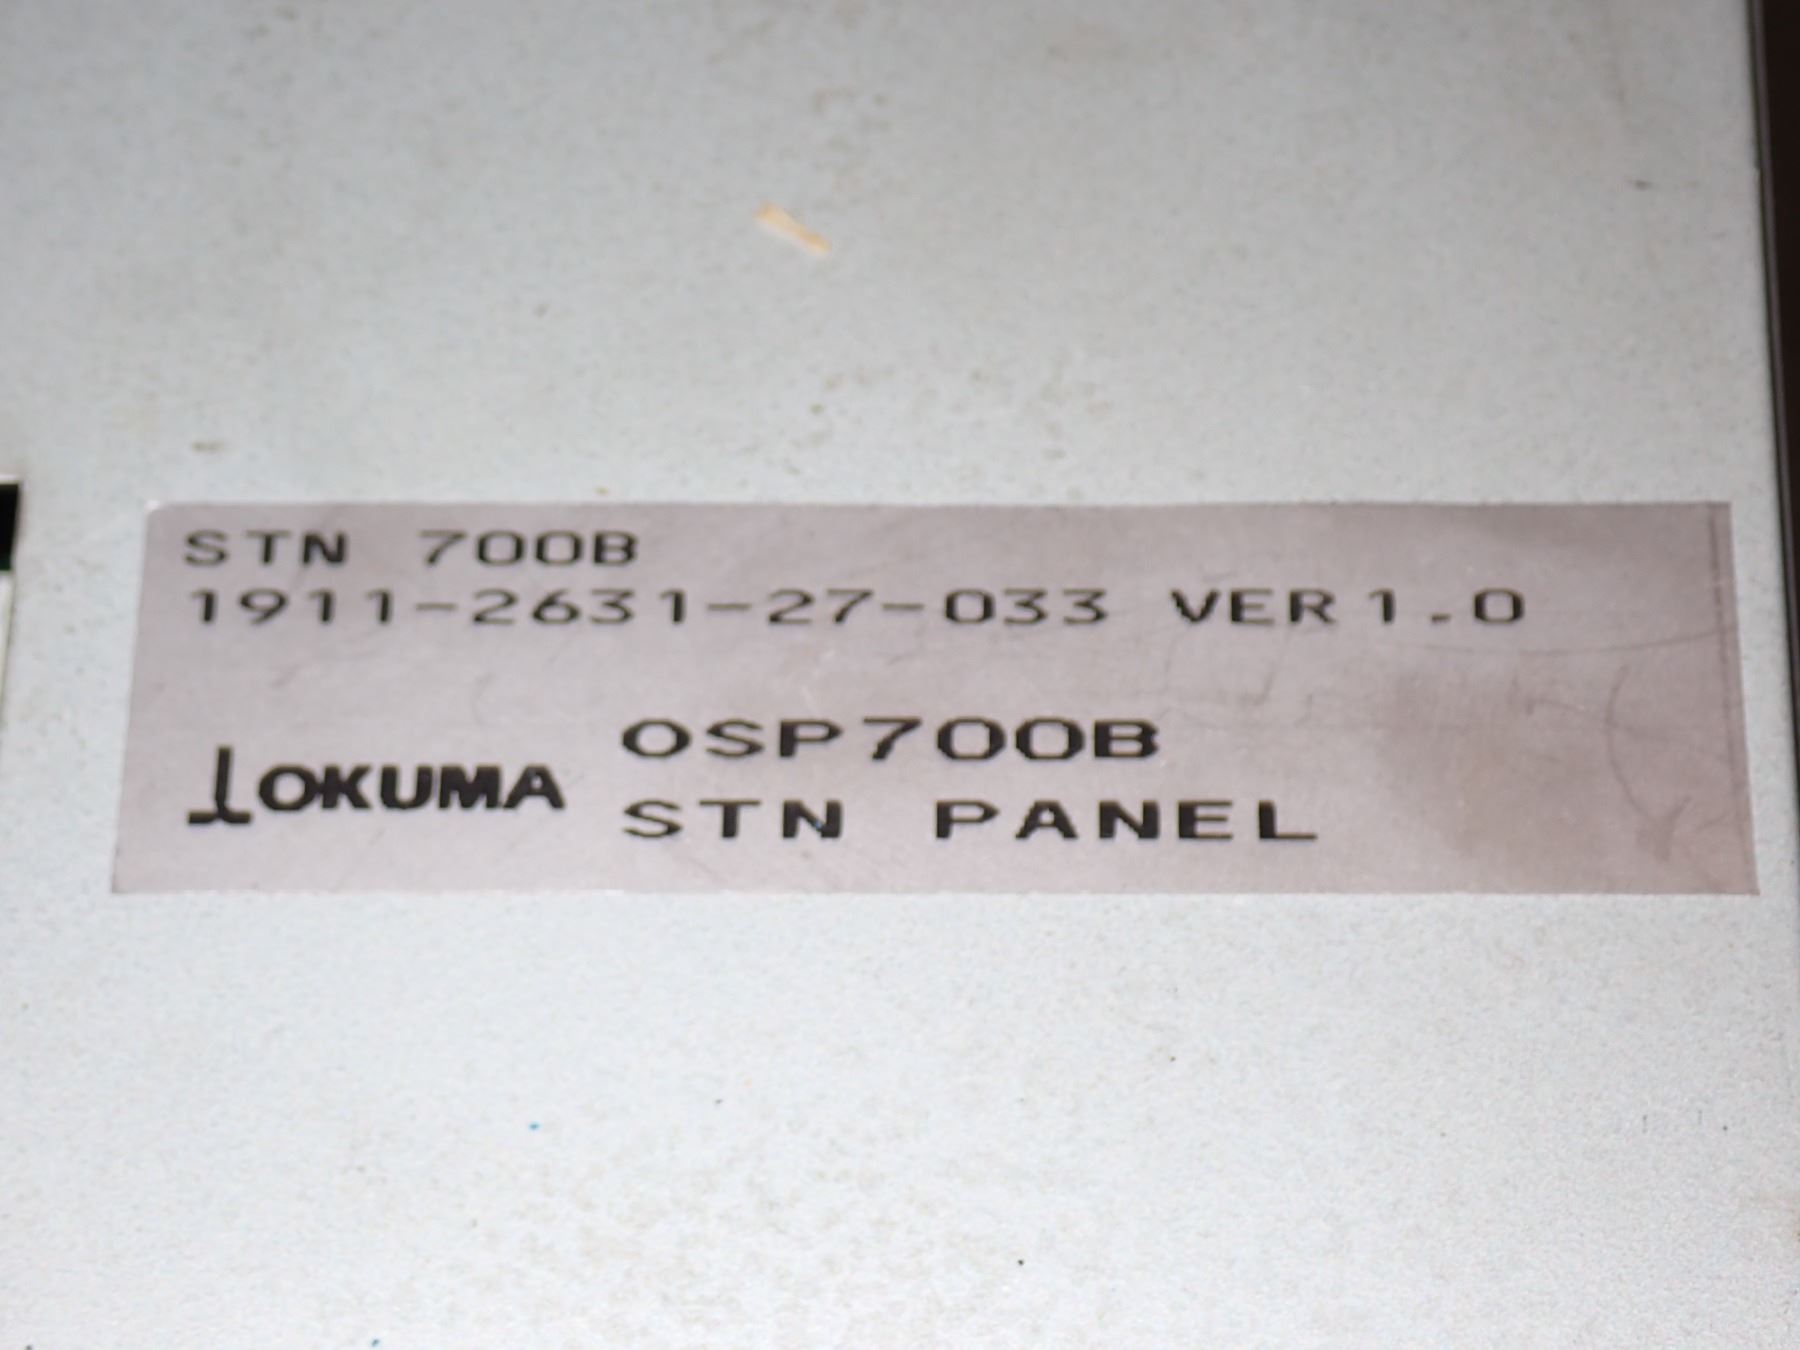 STN 700B
1911-2631-27-033 VER1.0
OSP700B
OKUMA
STN PANEL